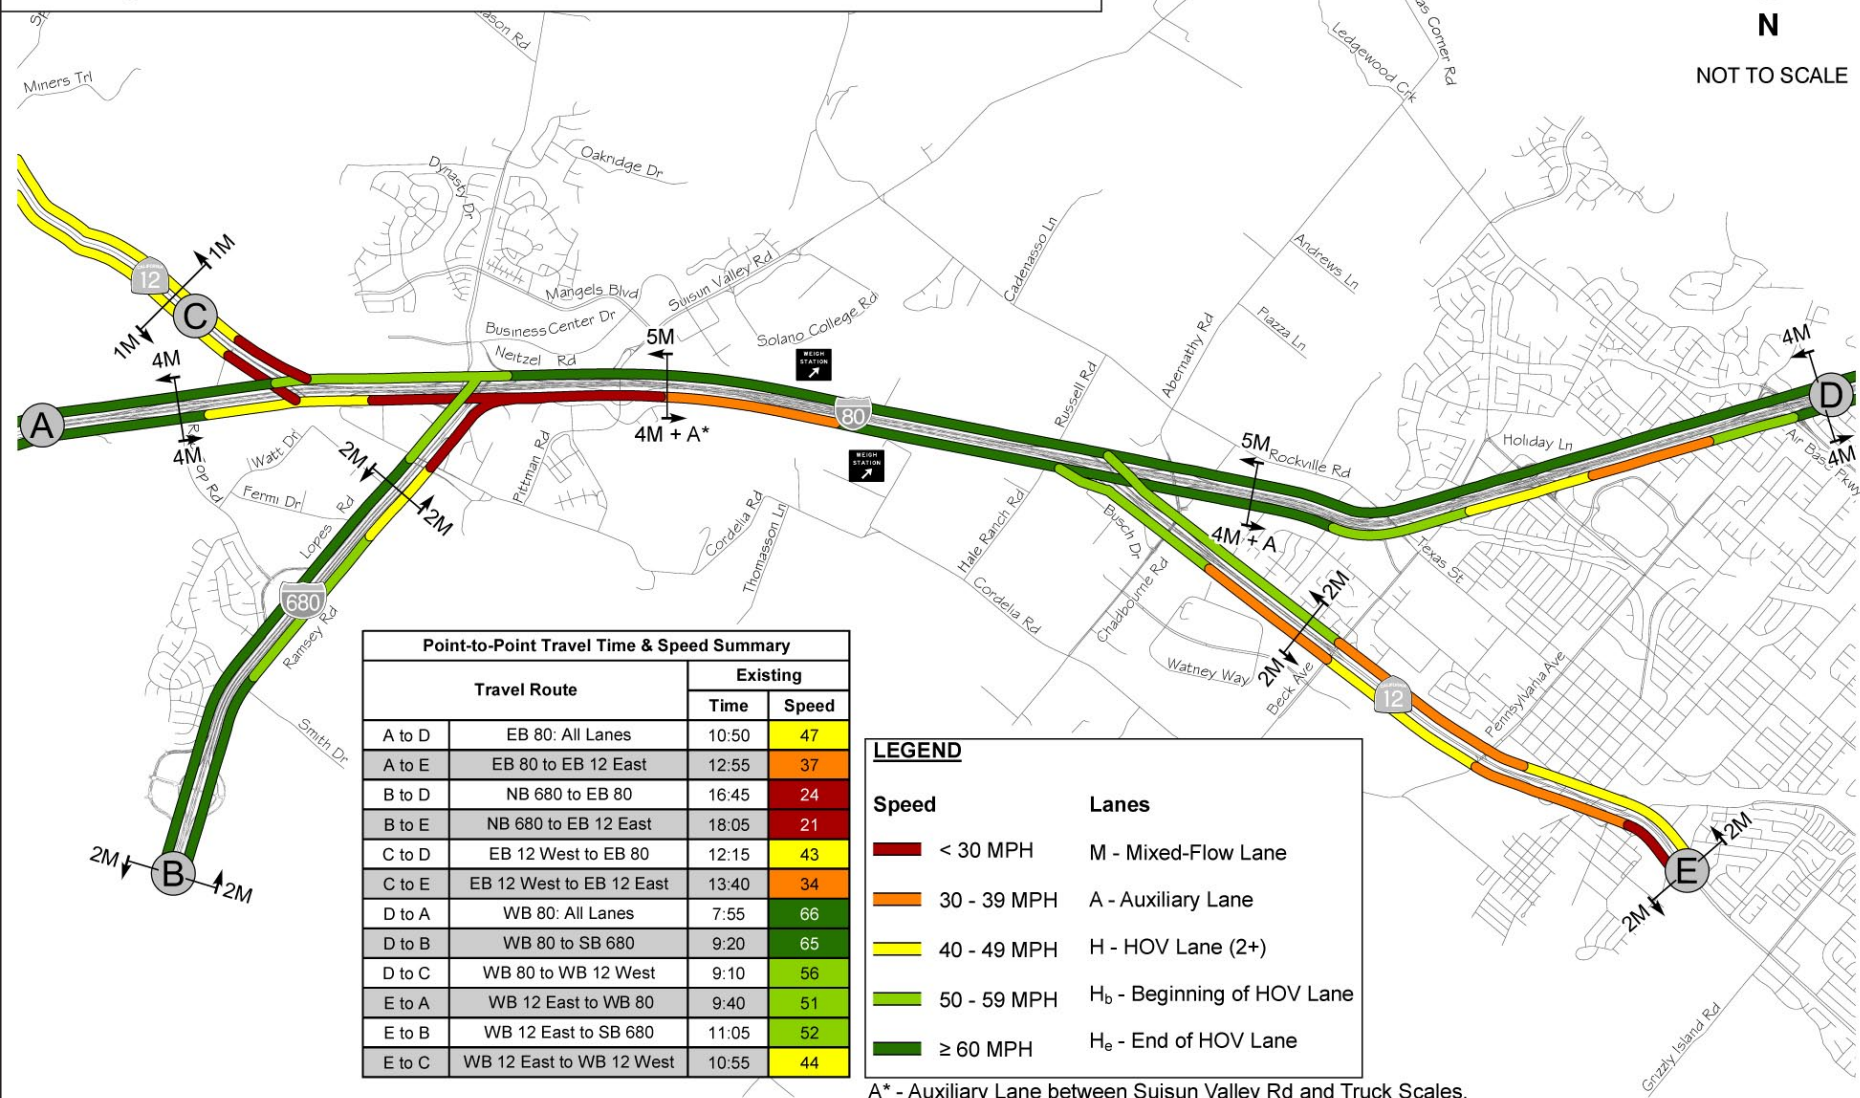 N
NOT TO SCALE
Miners Trl
Ledgewood Crk
Corner Rd
Oakridge Dr
Dynasty Dr
1M
12
C
1M
4M
A
4M
Mangels Blvd
Suisun Valley Rd
Business Center Dr
Neitzel Rd
Solano College Rd
5M
WEIGH STATION
80
4M + A*
WEIGH STATION
Cadenasso Ln
Andrews Ln
Piazza Ln
Abernathy Rd
Russell Rd
5M
Rockville Rd
Holiday Ln
4M
D
4M
Air Base Pkwy
Watt Dr
Fermi Dr
Lopes Rd
2M
2M
Pittman Rd
Cordelia Rd
Thomasson Ln
Hale Ranch Rd
Cordelia Rd
Busch Dr
Chadbourne Rd
4M + A
Texas St
680
Ramsey Rd
Smith Dr
2M
2M
Watney Way
Beck Ave
12
Pennsylvania Ave
2M
B
2M
2M
E
2M
Grizzly Island Rd
Point-to-Point Travel Time & Speed Summary
Travel Route Existing
Time Speed
A to D EB 80: All Lanes 10:50 47
A to E EB 80 to EB 12 East 12:55 37
B to D NB 680 to EB 80 16:45 24
B to E NB 680 to EB 12 East 18:05 21
C to D EB 12 West to EB 80 12:15 43
C to E EB 12 West to EB 12 East 13:40 34
D to A WB 80: All Lanes 7:55 66
D to B WB 80 to SB 680 9:20 65
D to C WB 80 to WB 12 West 9:10 56
E to A WB 12 East to WB 80 9:40 51
E to B WB 12 East to SB 680 11:05 52
E to C WB 12 East to WB 12 West 10:55 44
LEGEND
Speed Lanes
< 30 MPH M - Mixed-Flow Lane
30 - 39 MPH A - Auxiliary Lane
40 - 49 MPH H - HOV Lane (2+)
50 - 59 MPH Hb - Beginning of HOV Lane
≥ 60 MPH He - End of HOV Lane
A* - Auxiliary Lane between Suisun Valley Rd and Truck Scales.